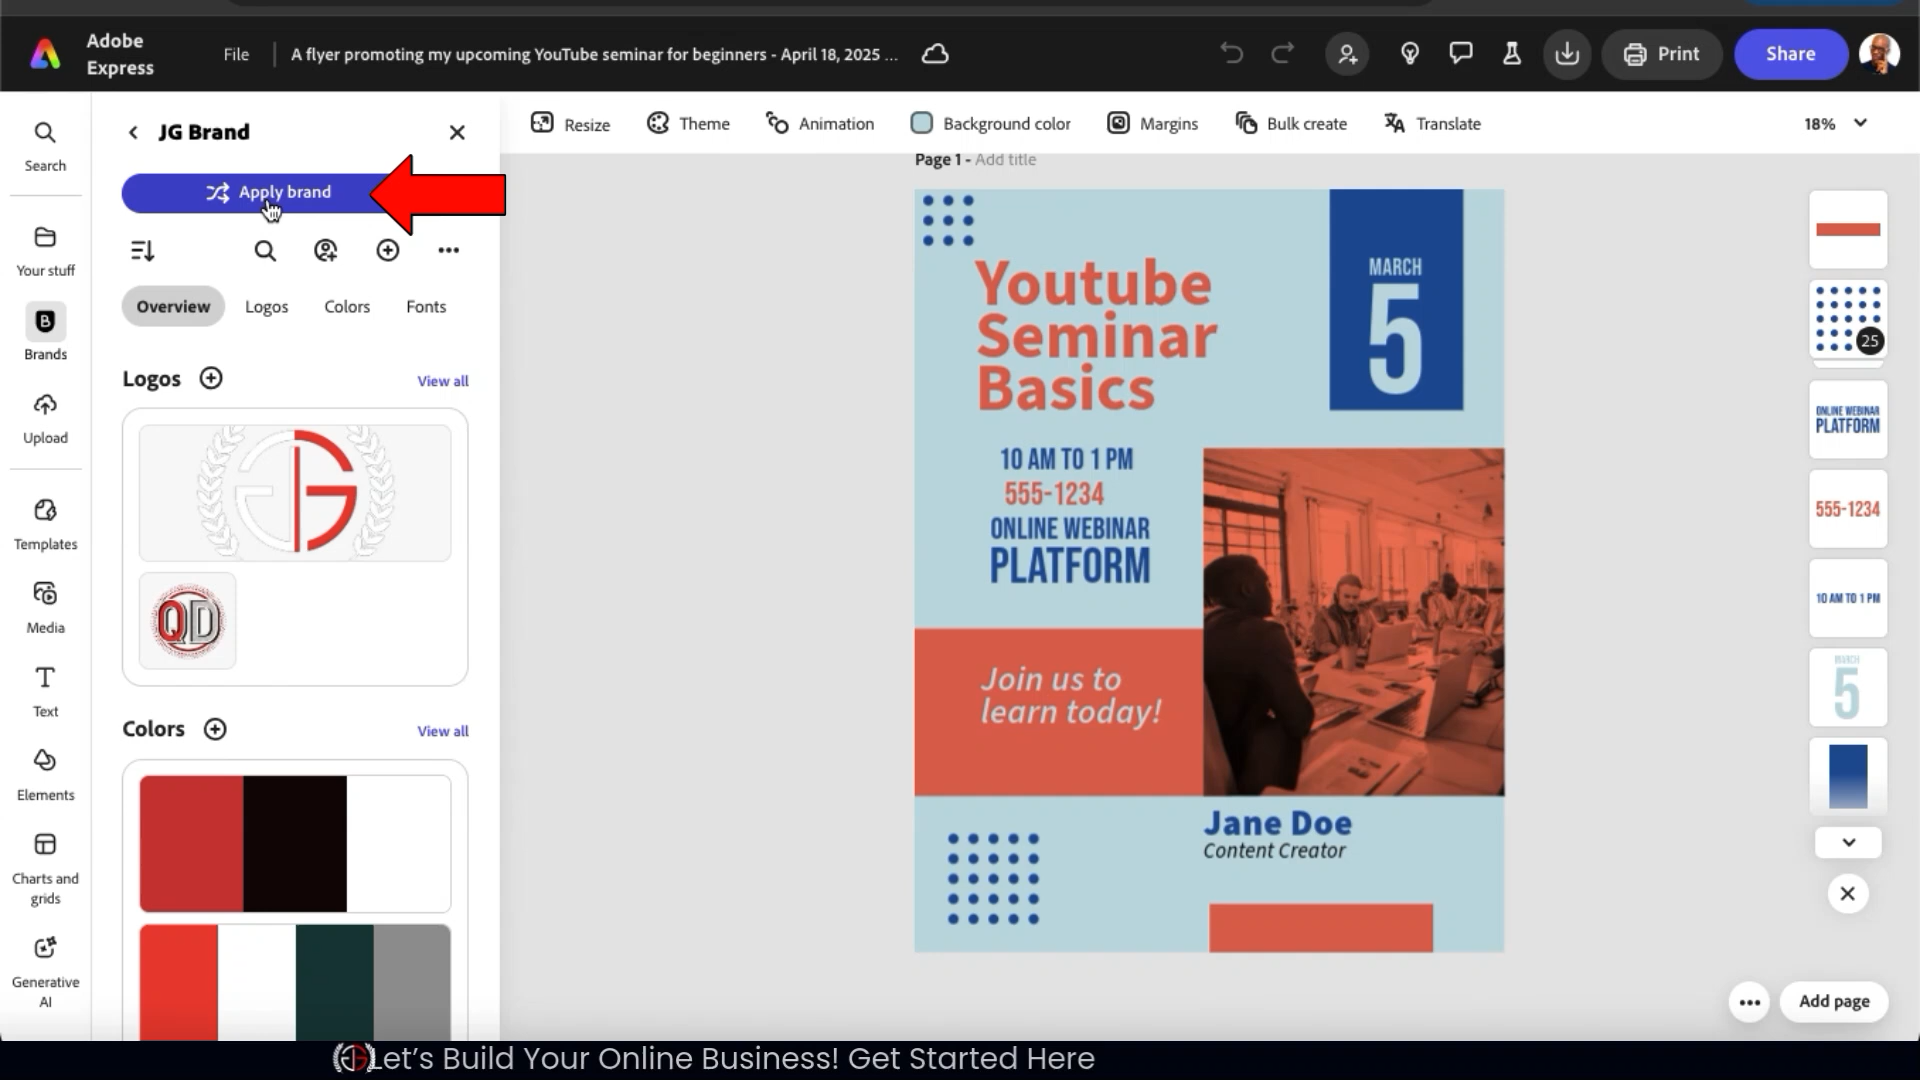 Adobe Express
File
A flyer promoting my upcoming YouTube seminar for beginners - April 18, 2025 ...
Print
Share
Search
Your stuff
Brands
Upload
Templates
Media
Text
Elements
Charts and grids
Generative AI
JG Brand
Apply brand
Overview
Logos
Colors
Fonts
Logos
View all
QD
Colors
View all
Resize
Theme
Animation
Background color
Margins
Bulk create
Translate
18%
Page 1 - Add title
Youtube
Seminar
Basics
MARCH
5
10 AM TO 1 PM
555-1234
ONLINE WEBINAR
PLATFORM
Join us to
learn today!
Jane Doe
Content Creator
25
ONLINE WEBINAR
PLATFORM
555-1234
10 AM TO 1 PM
MARCH
5
Add page
Let's Build Your Online Business! Get Started Here